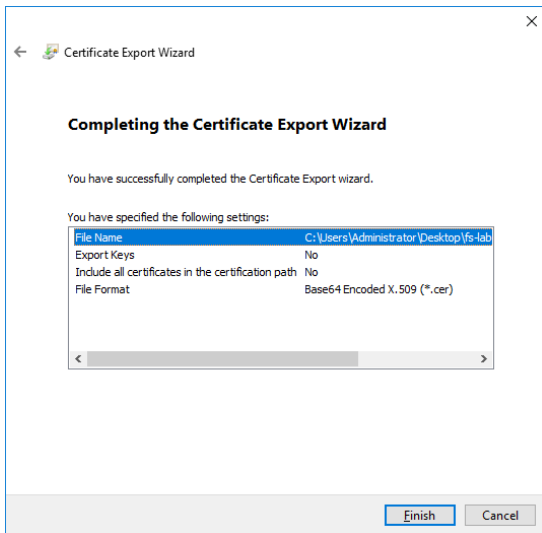 Certificate Export Wizard
Completing the Certificate Export Wizard
You have successfully completed the Certificate Export wizard.
You have specified the following settings:
File Name C:\Users\Administrator\Desktop\fs-lab
Export Keys No
Include all certificates in the certification path No
File Format Base64 Encoded X.509 (*.cer)
Finish Cancel